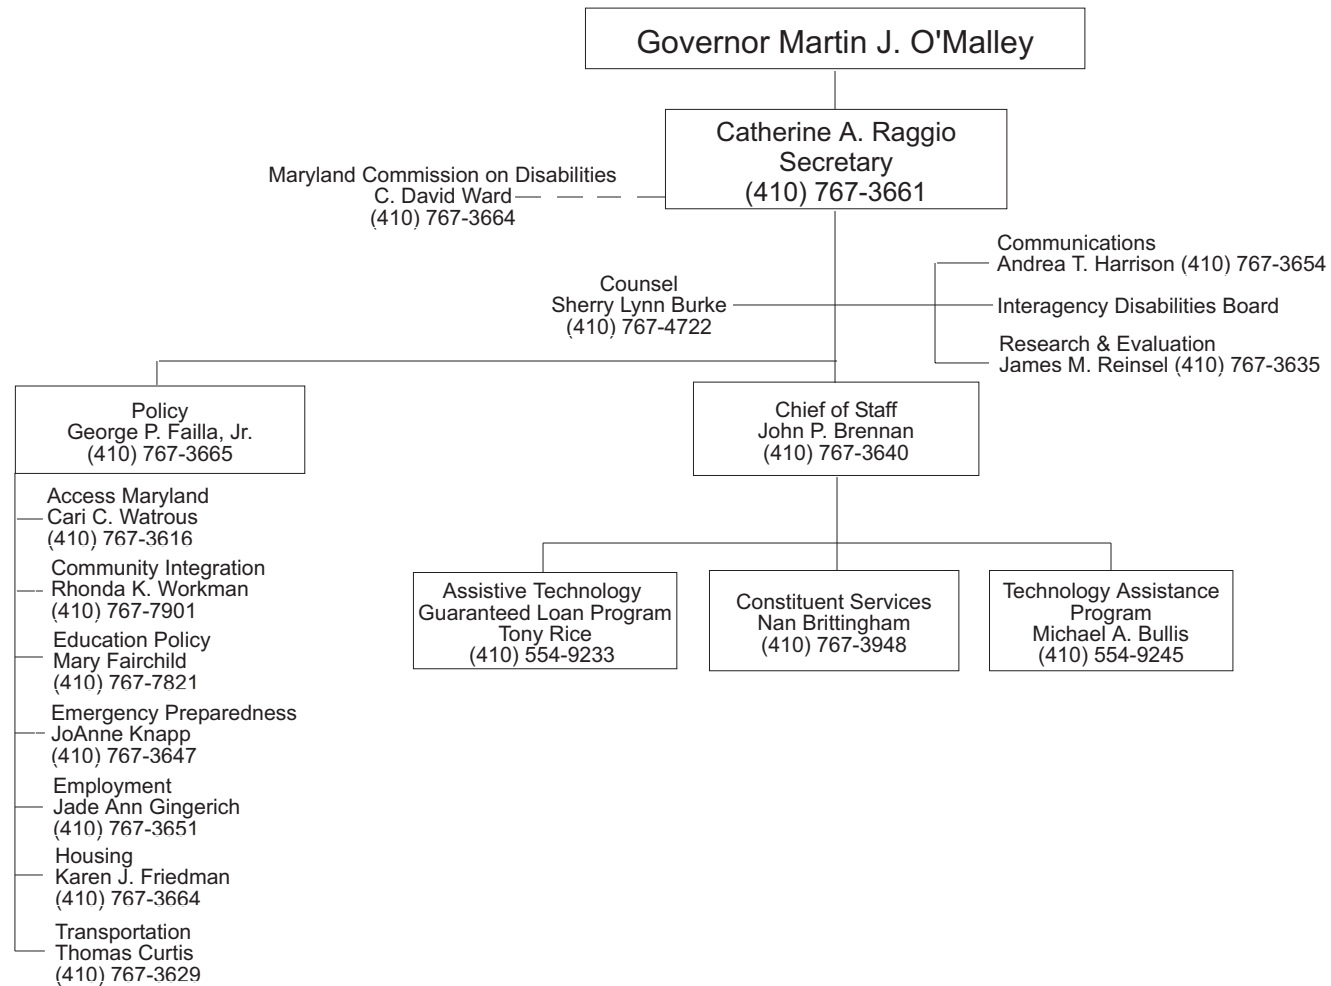 Governor Martin J. O'Malley
Catherine A. Raggio
Secretary
(410) 767-3661
Maryland Commission on Disabilities
C. David Ward
(410) 767-3664
Communications
Andrea T. Harrison (410) 767-3654
Counsel
Sherry Lynn Burke
(410) 767-4722
Interagency Disabilities Board
Research & Evaluation
James M. Reinsel (410) 767-3635
Policy
George P. Failla, Jr.
(410) 767-3665
Chief of Staff
John P. Brennan
(410) 767-3640
Access Maryland
Cari C. Watrous
(410) 767-3616
Community Integration
Rhonda K. Workman
(410) 767-7901
Education Policy
Mary Fairchild
(410) 767-7821
Emergency Preparedness
JoAnne Knapp
(410) 767-3647
Employment
Jade Ann Gingerich
(410) 767-3651
Housing
Karen J. Friedman
(410) 767-3664
Transportation
Thomas Curtis
(410) 767-3629
Assistive Technology
Guaranteed Loan Program
Tony Rice
(410) 554-9233
Constituent Services
Nan Brittingham
(410) 767-3948
Technology Assistance
Program
Michael A. Bullis
(410) 554-9245